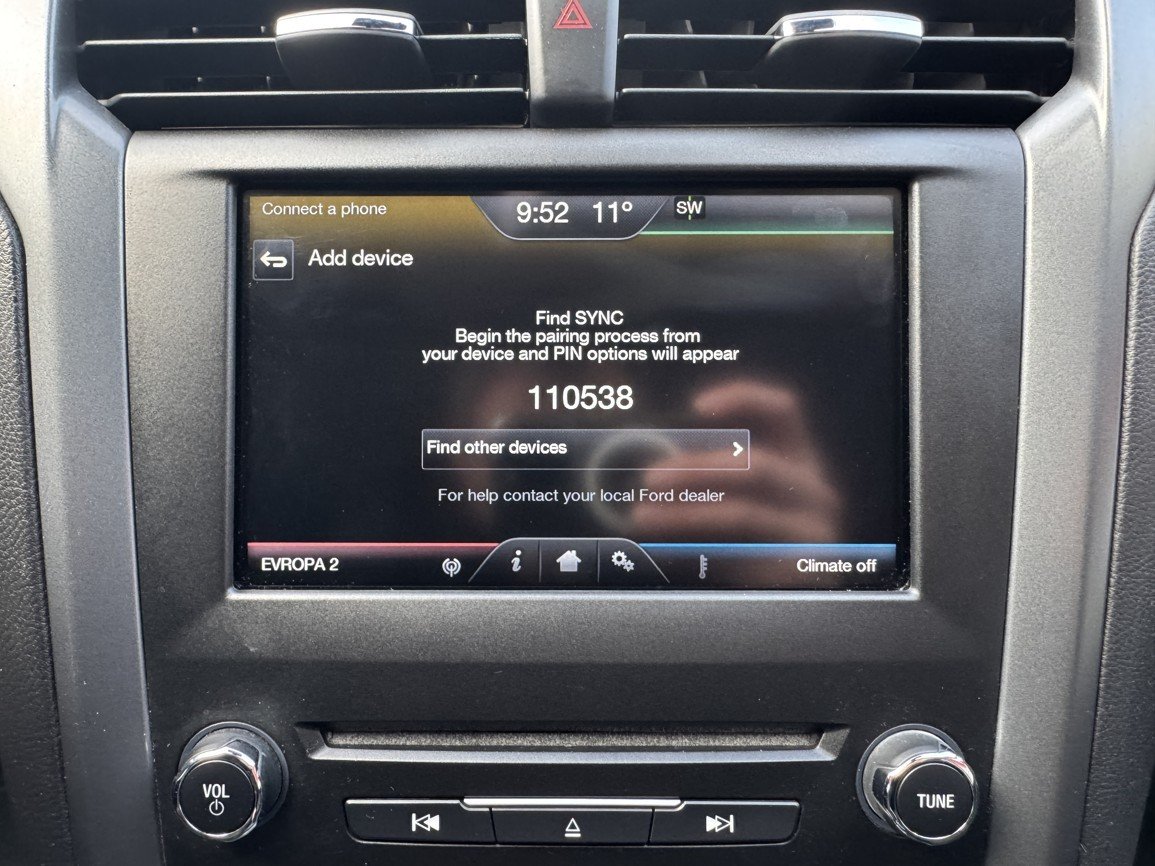 Connect a phone
9:52 11°
SW
Add device
Find SYNC
Begin the pairing process from
your device and PIN options will appear
110538
Find other devices
For help contact your local Ford dealer
EVROPA 2
i
Climate off
VOL
TUNE